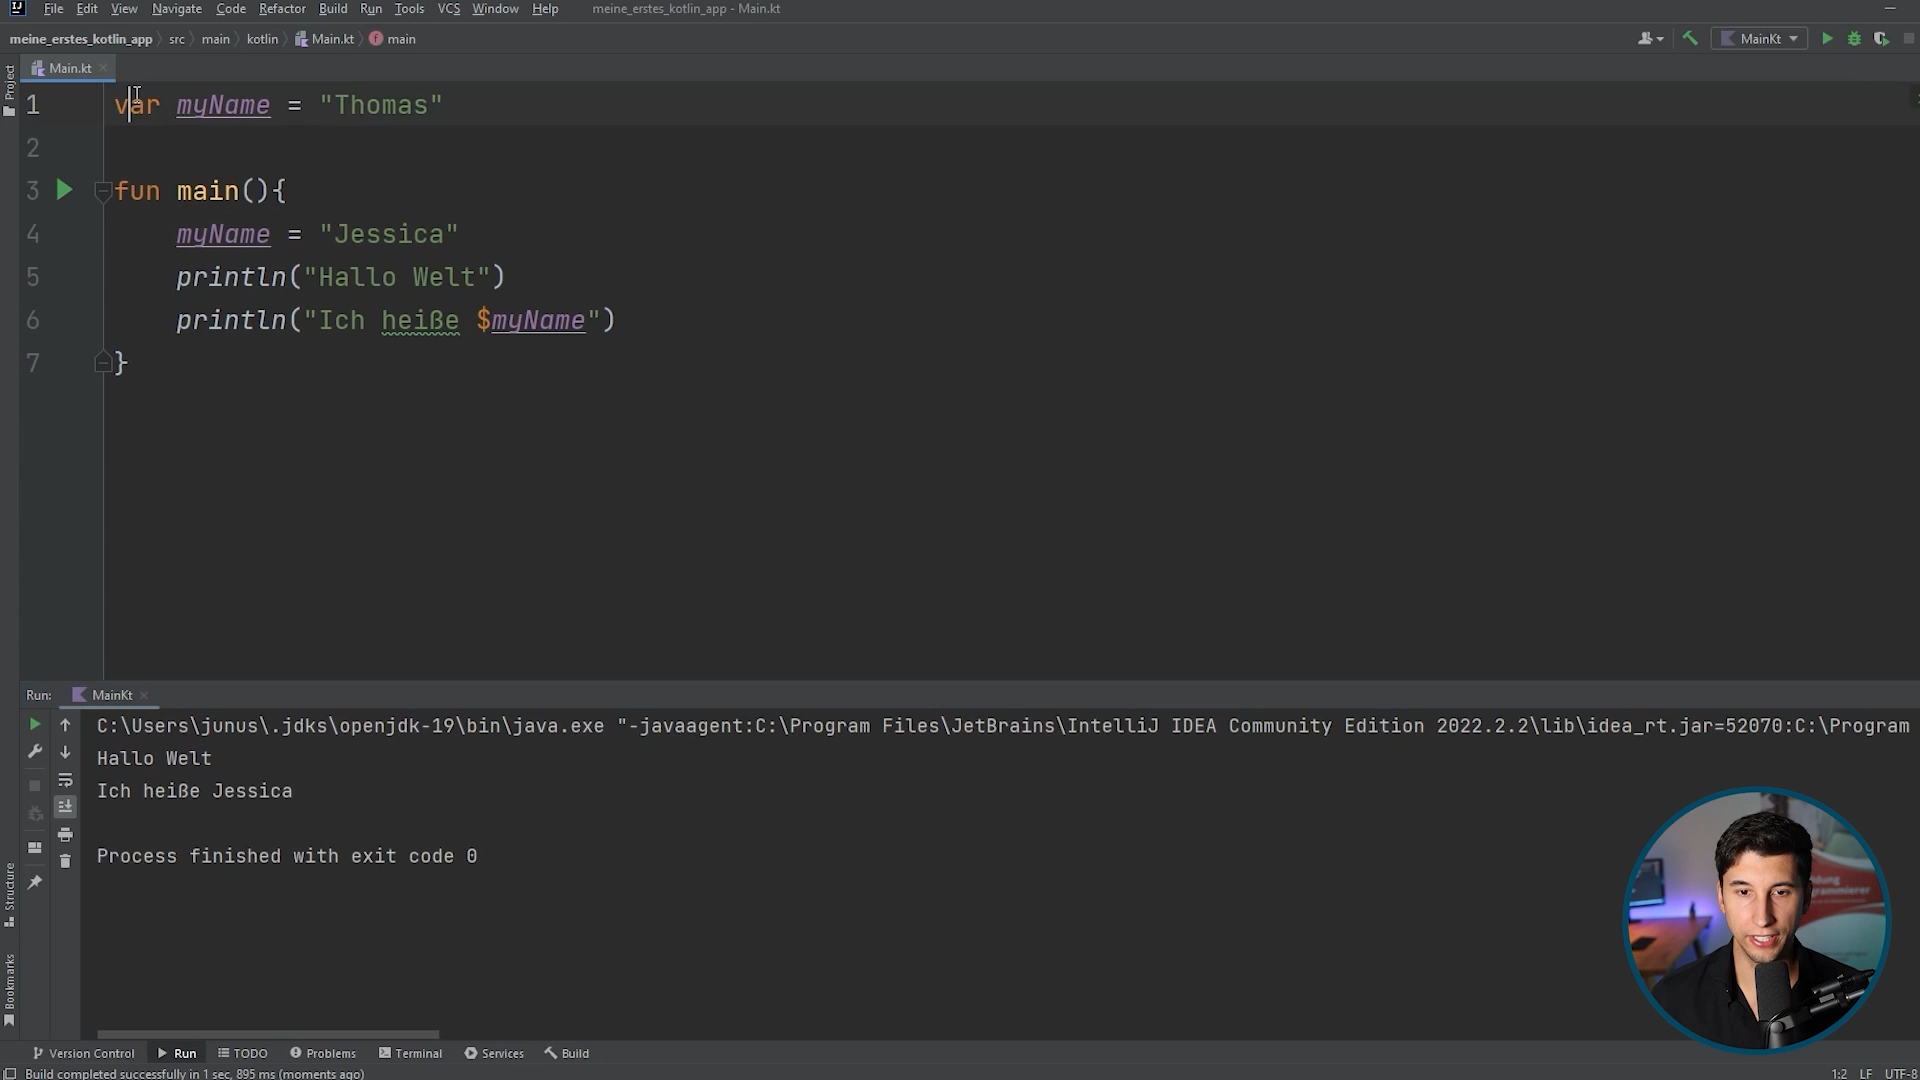 File Edit View Navigate Code Refactor Build Run Tools VCS Window Help meine_erstes_kotlin_app - Main.kt
meine_erstes_kotlin_app src main kotlin Main.kt main MainKt
Project
Main.kt
1 var myName = "Thomas"
2
3 fun main(){
4 myName = "Jessica"
5 println("Hallo Welt")
6 println("Ich heiße $myName")
7 }
Run: MainKt
C:\Users\junus\.jdks\openjdk-19\bin\java.exe "-javaagent:C:\Program Files\JetBrains\IntelliJ IDEA Community Edition 2022.2.2\lib\idea_rt.jar=52070:C:\Program
Hallo Welt
Ich heiße Jessica
Process finished with exit code 0
Structure
Bookmarks
Version Control Run TODO Problems Terminal Services Build
Build completed successfully in 1 sec, 895 ms (moments ago) 1:2 LF UTF-8